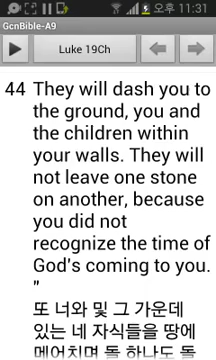 오후 11:31
GcnBible-A9
Luke 19Ch
44 They will dash you to
the ground, you and
the children within
your walls. They will
not leave one stone
on another, because
you did not
recognize the time of
God's coming to you.
"
또 너와 및 그 가운데
있는 네 자식들을 땅에
메어치며 돌 하나도 돌